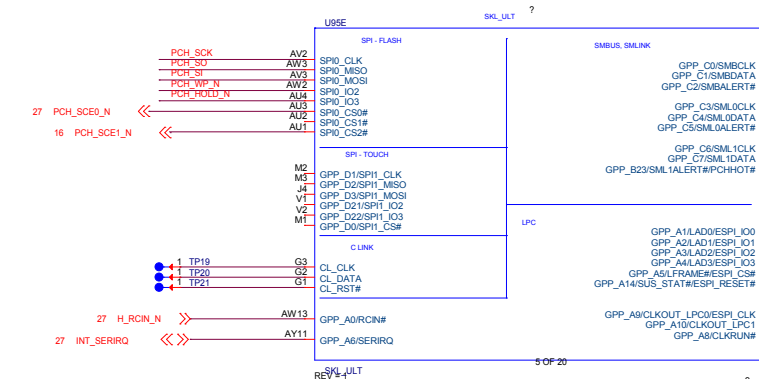 ?
U95E SKL_ULT
SPI - FLASH
SMBUS, SMLINK
PCH_SCK AV2 SPI0_CLK
PCH_SO AW3 SPI0_MISO
PCH_SI AV3 SPI0_MOSI
PCH_WP_N AW2 SPI0_IO2
PCH_HOLD_N AU4 SPI0_IO3
27 PCH_SCE0_N AU3 SPI0_CS0#
AU2 SPI0_CS1#
16 PCH_SCE1_N AU1 SPI0_CS2#
GPP_C0/SMBCLK
GPP_C1/SMBDATA
GPP_C2/SMBALERT#
GPP_C3/SML0CLK
GPP_C4/SML0DATA
GPP_C5/SML0ALERT#
GPP_C6/SML1CLK
GPP_C7/SML1DATA
GPP_B23/SML1ALERT#/PCHHOT#
SPI - TOUCH
M2 GPP_D1/SPI1_CLK
M3 GPP_D2/SPI1_MISO
J4 GPP_D3/SPI1_MOSI
V1 GPP_D21/SPI1_IO2
V2 GPP_D22/SPI1_IO3
M1 GPP_D0/SPI1_CS#
LPC
GPP_A1/LAD0/ESPI_IO0
GPP_A2/LAD1/ESPI_IO1
GPP_A3/LAD2/ESPI_IO2
GPP_A4/LAD3/ESPI_IO3
GPP_A5/LFRAME#/ESPI_CS#
GPP_A14/SUS_STAT#/ESPI_RESET#
C LINK
1 TP19 G3 CL_CLK
1 TP20 G2 CL_DATA
1 TP21 G1 CL_RST#
27 H_RCIN_N AW13 GPP_A0/RCIN#
27 INT_SERIRQ AY11 GPP_A6/SERIRQ
GPP_A9/CLKOUT_LPC0/ESPI_CLK
GPP_A10/CLKOUT_LPC1
GPP_A8/CLKRUN#
5 OF 20
SKL_ULT
REV = 1